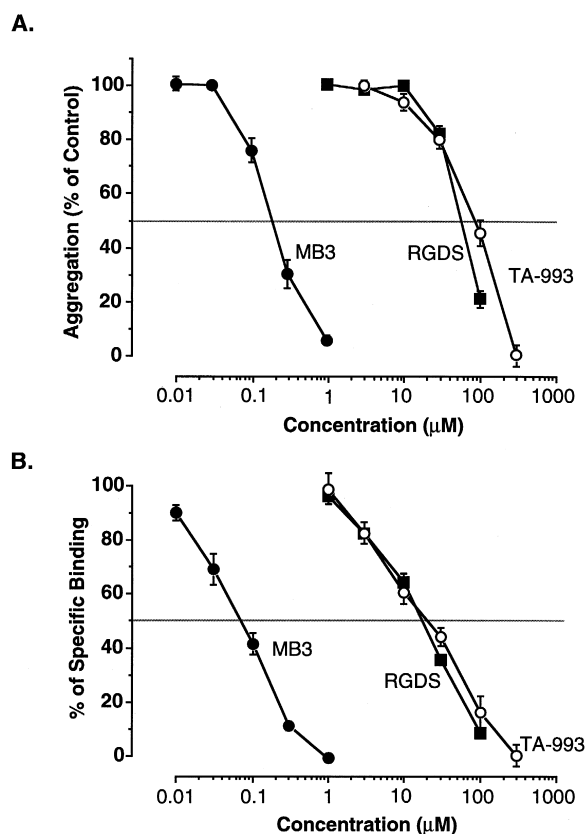 A.
Aggregation (% of Control)
100
80
60
40
20
0
MB3
RGDS
TA-993
0.01 0.1 1 10 100 1000
Concentration (μM)
B.
% of Specific Binding
100
80
60
40
20
0
MB3
RGDS
TA-993
0.01 0.1 1 10 100 1000
Concentration (μM)